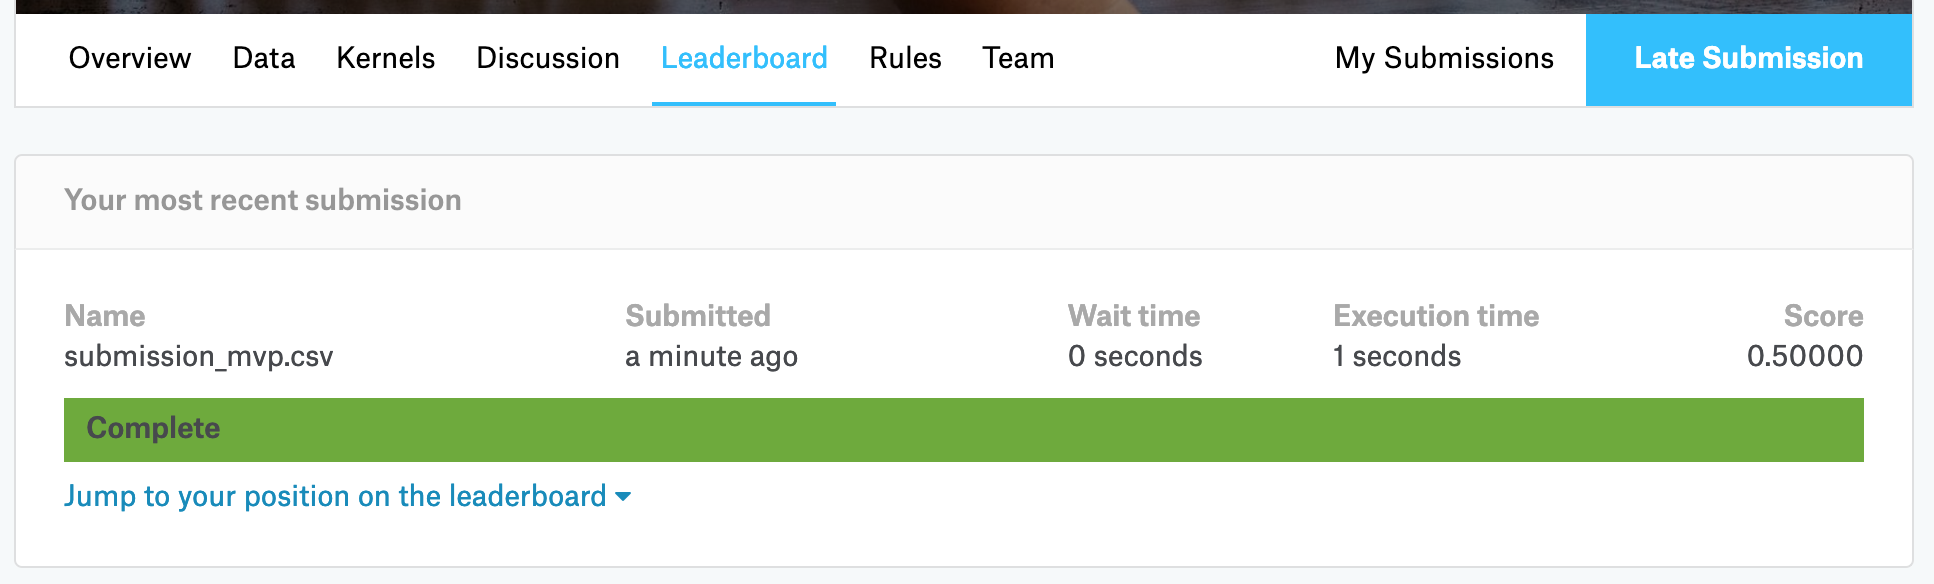 Overview Data Kernels Discussion Leaderboard Rules Team My Submissions Late Submission
Your most recent submission
Name Submitted Wait time Execution time Score
submission_mvp.csv a minute ago 0 seconds 1 seconds 0.50000
Complete
Jump to your position on the leaderboard